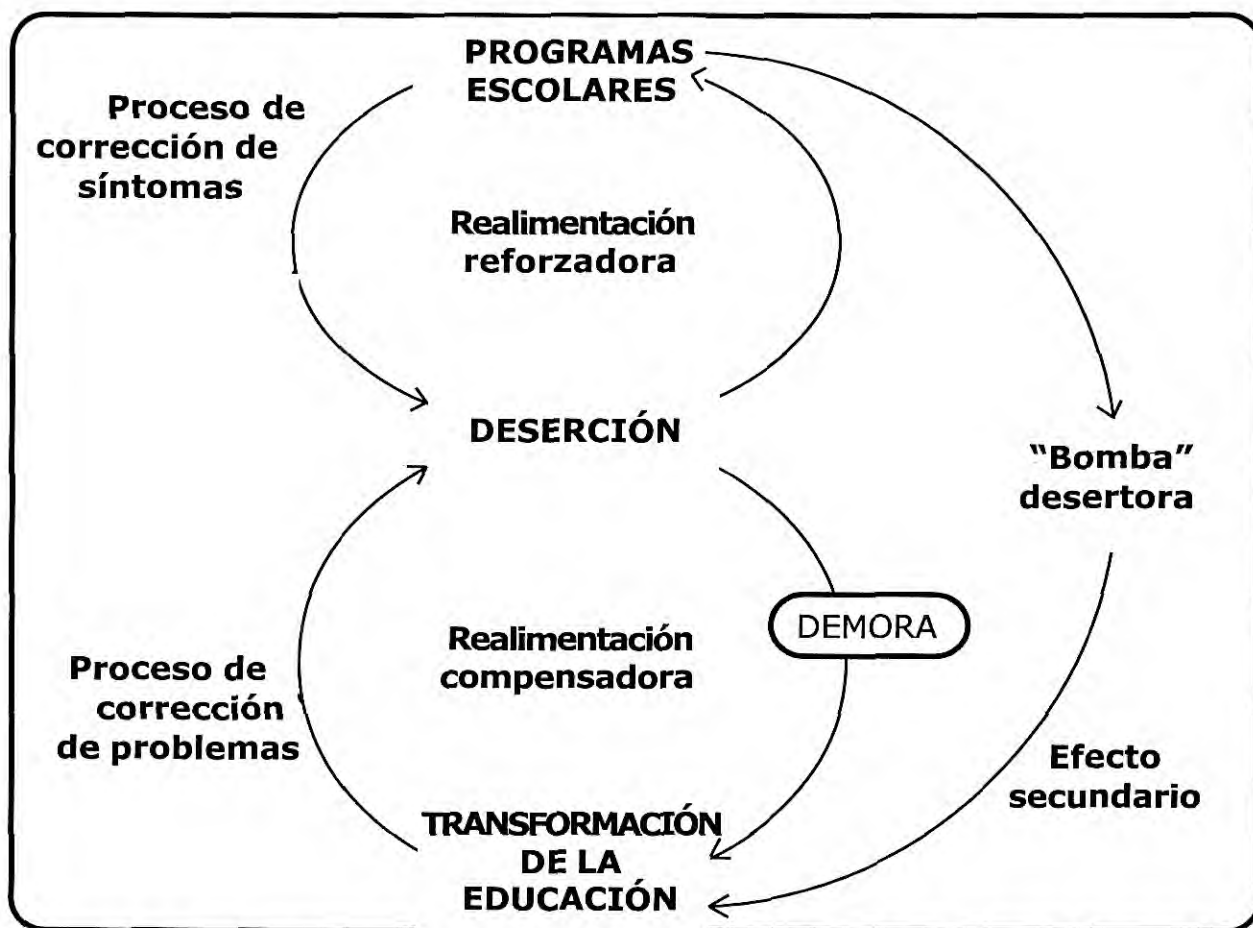 PROGRAMAS
ESCOLARES
Proceso de
corrección de
síntomas
Realimentación
reforzadora
DESERCIÓN
"Bomba"
desertora
DEMORA
Realimentación
compensadora
Proceso de
corrección
de problemas
Efecto
secundario
TRANSFORMACIÓN
DE LA
EDUCACIÓN